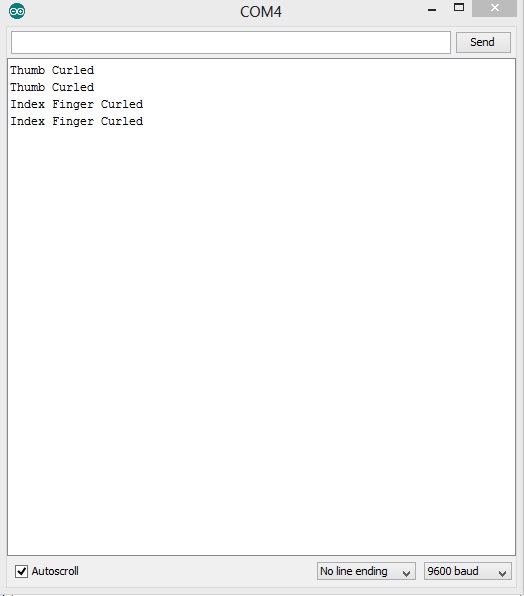 COM4
Send
Thumb Curled
Thumb Curled
Index Finger Curled
Index Finger Curled
Autoscroll
No line ending
9600 baud